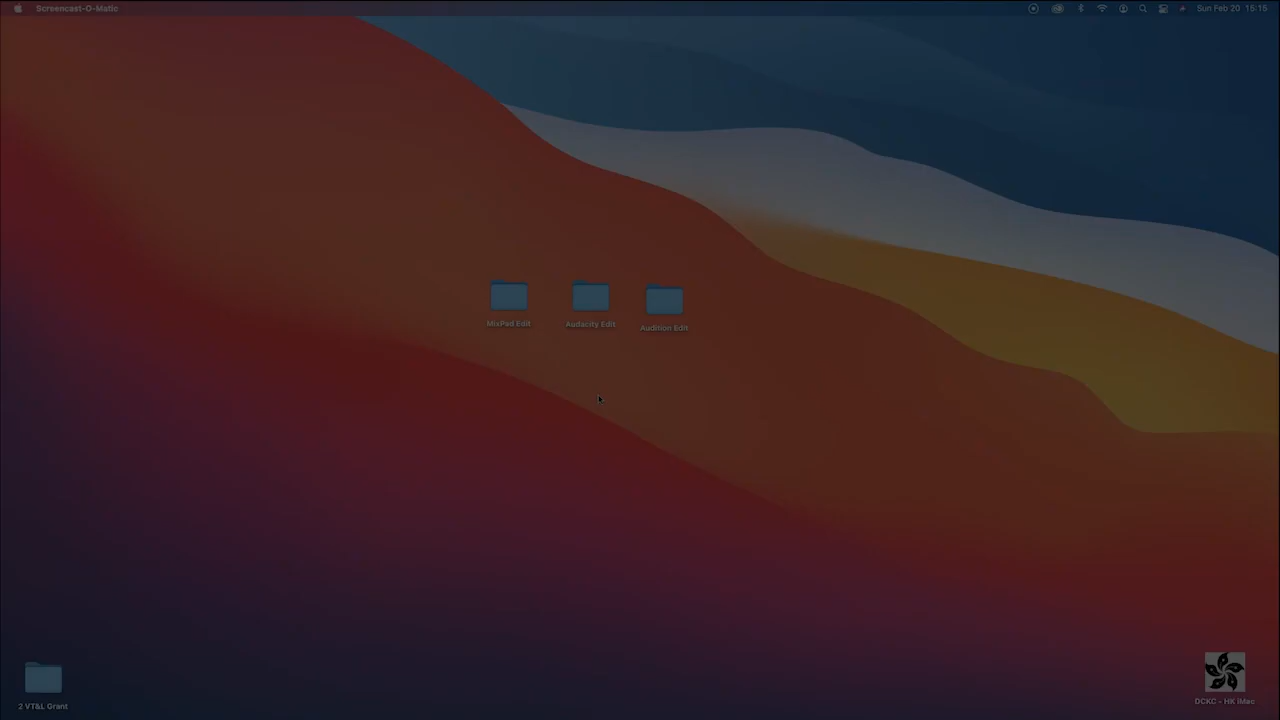 Screencast-O-Matic
Sun Feb 20 15:15
MixPad Edit
Audacity Edit
Audition Edit
2 VT&L Grant
DCKC - HK iMac